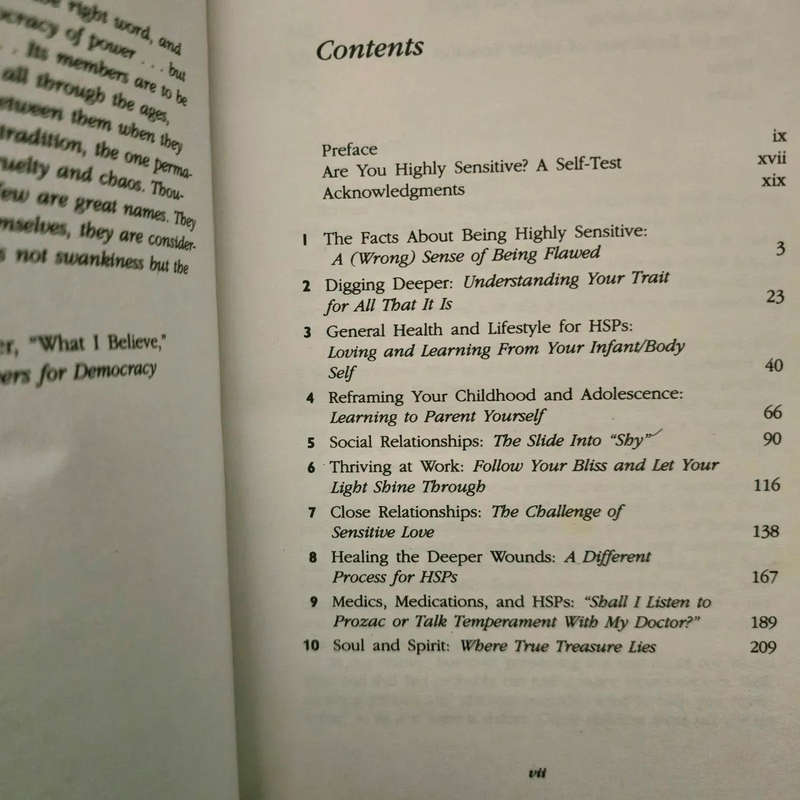 right word, and
of power . . . but
. . Its members are to be
all through the ages,
between them when they
tradition, the one perma-
and chaos. Thou-
few are great names. They
they are consider-
not swankiness but the
"What I Believe,"
for Democracy
Contents
Preface ix
Are You Highly Sensitive? A Self-Test xvii
Acknowledgments xix
1 The Facts About Being Highly Sensitive:
A (Wrong) Sense of Being Flawed 3
2 Digging Deeper: Understanding Your Trait
for All That It Is 23
3 General Health and Lifestyle for HSPs:
Loving and Learning From Your Infant/Body
Self 40
4 Reframing Your Childhood and Adolescence:
Learning to Parent Yourself 66
5 Social Relationships: The Slide Into "Shy" 90
6 Thriving at Work: Follow Your Bliss and Let Your
Light Shine Through 116
7 Close Relationships: The Challenge of
Sensitive Love 138
8 Healing the Deeper Wounds: A Different
Process for HSPs 167
9 Medics, Medications, and HSPs: "Shall I Listen to
Prozac or Talk Temperament With My Doctor?" 189
10 Soul and Spirit: Where True Treasure Lies 209
vii